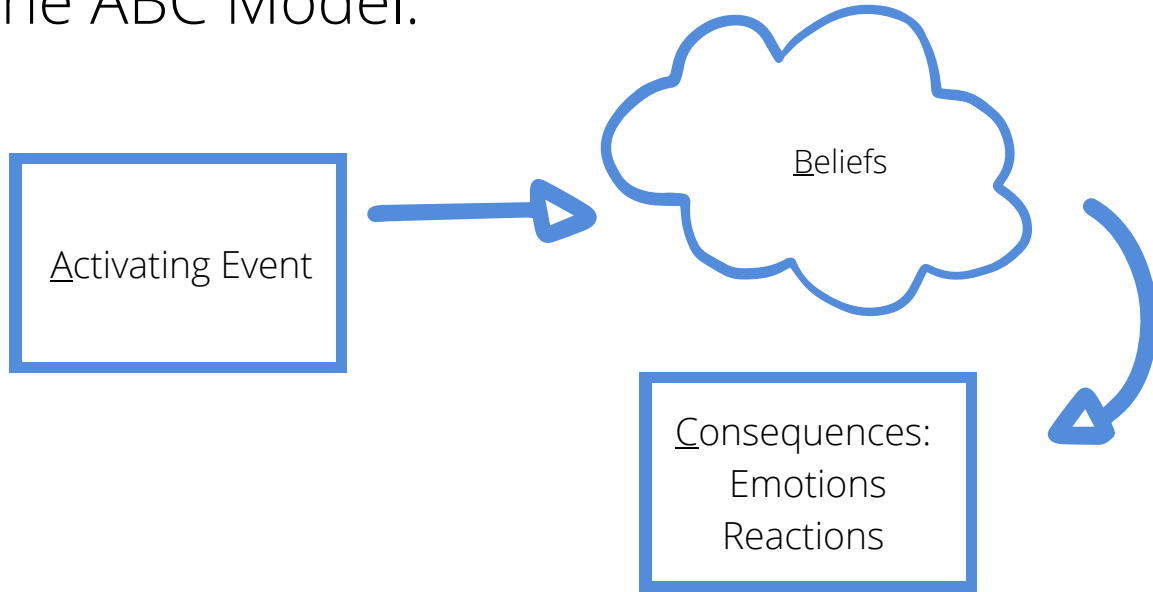 he ABC Model:
Beliefs
Activating Event
Consequences:
Emotions
Reactions